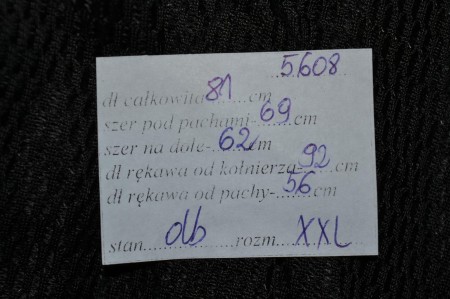 5608
dł całkowita 81 cm
szer pod pachami- 69 cm
szer na dole- 62 cm
dł rękawa od kołnierza- 92 cm
dł rękawa od pachy- 56 cm
stan......db..........rozm....XXL